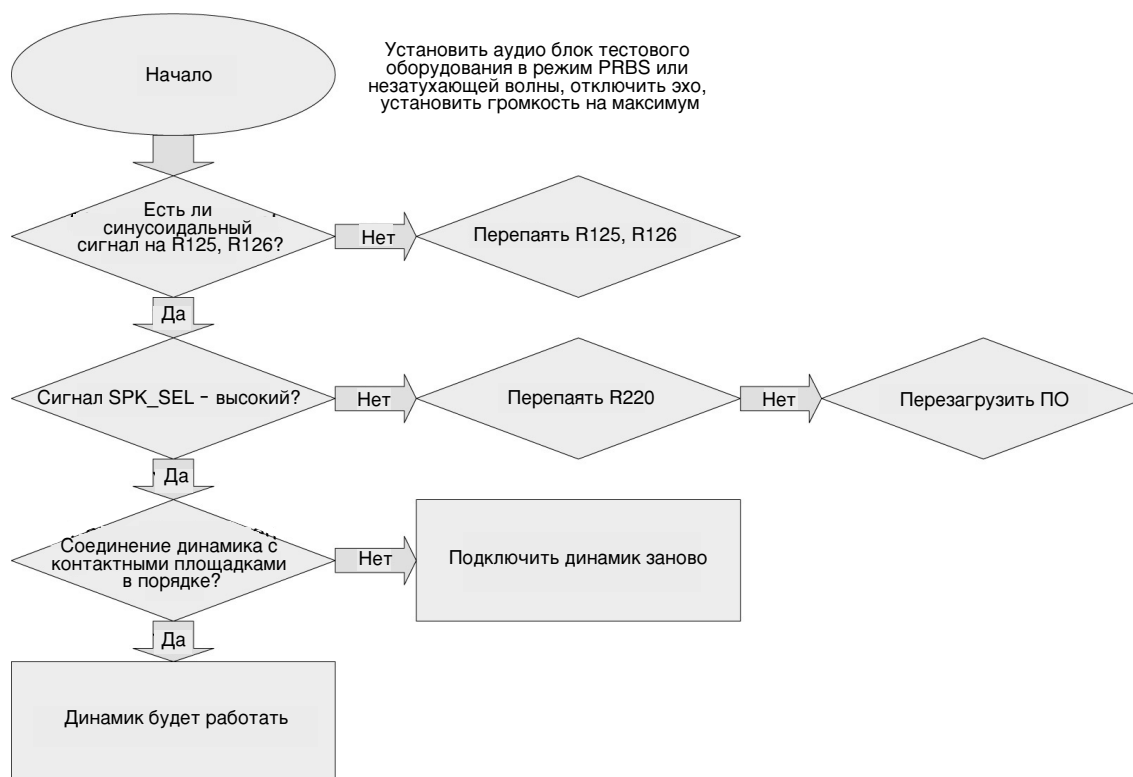 Начало
Установить аудио блок тестового
оборудования в режим PRBS или
незатухающей волны, отключить эхо,
установить громкость на максимум
Есть ли
синусоидальный
сигнал на R125, R126?
Нет
Перепаять R125, R126
Да
Сигнал SPK_SEL - высокий?
Нет
Перепаять R220
Нет
Перезагрузить ПО
Да
Соединение динамика с
контактными площадками
в порядке?
Нет
Подключить динамик заново
Да
Динамик будет работать